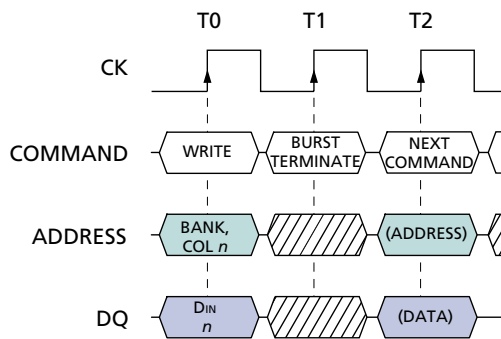 T0 T1 T2
CK
COMMAND WRITE BURST TERMINATE NEXT COMMAND
ADDRESS BANK, COL n (ADDRESS)
DQ DIN n (DATA)